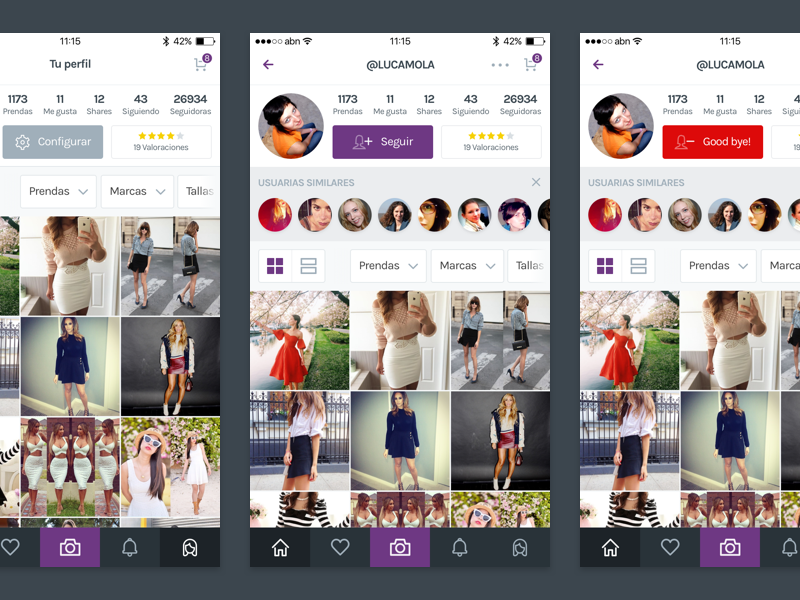 11:15 42%
Tu perfil 8
1173 11 12 43 26934
Prendas Me gusta Shares Siguiendo Seguidoras
Configurar
19 Valoraciones
Prendas Marcas Tallas
abn 11:15 42%
@LUCAMOLA 8
1173 11 12 43 26934
Prendas Me gusta Shares Siguiendo Seguidoras
Seguir
19 Valoraciones
USUARIAS SIMILARES
Prendas Marcas Tallas
abn 11:15
@LUCAMOLA
1173 11 12
Prendas Me gusta Shares
Good bye!
USUARIAS SIMILARES
Prendas